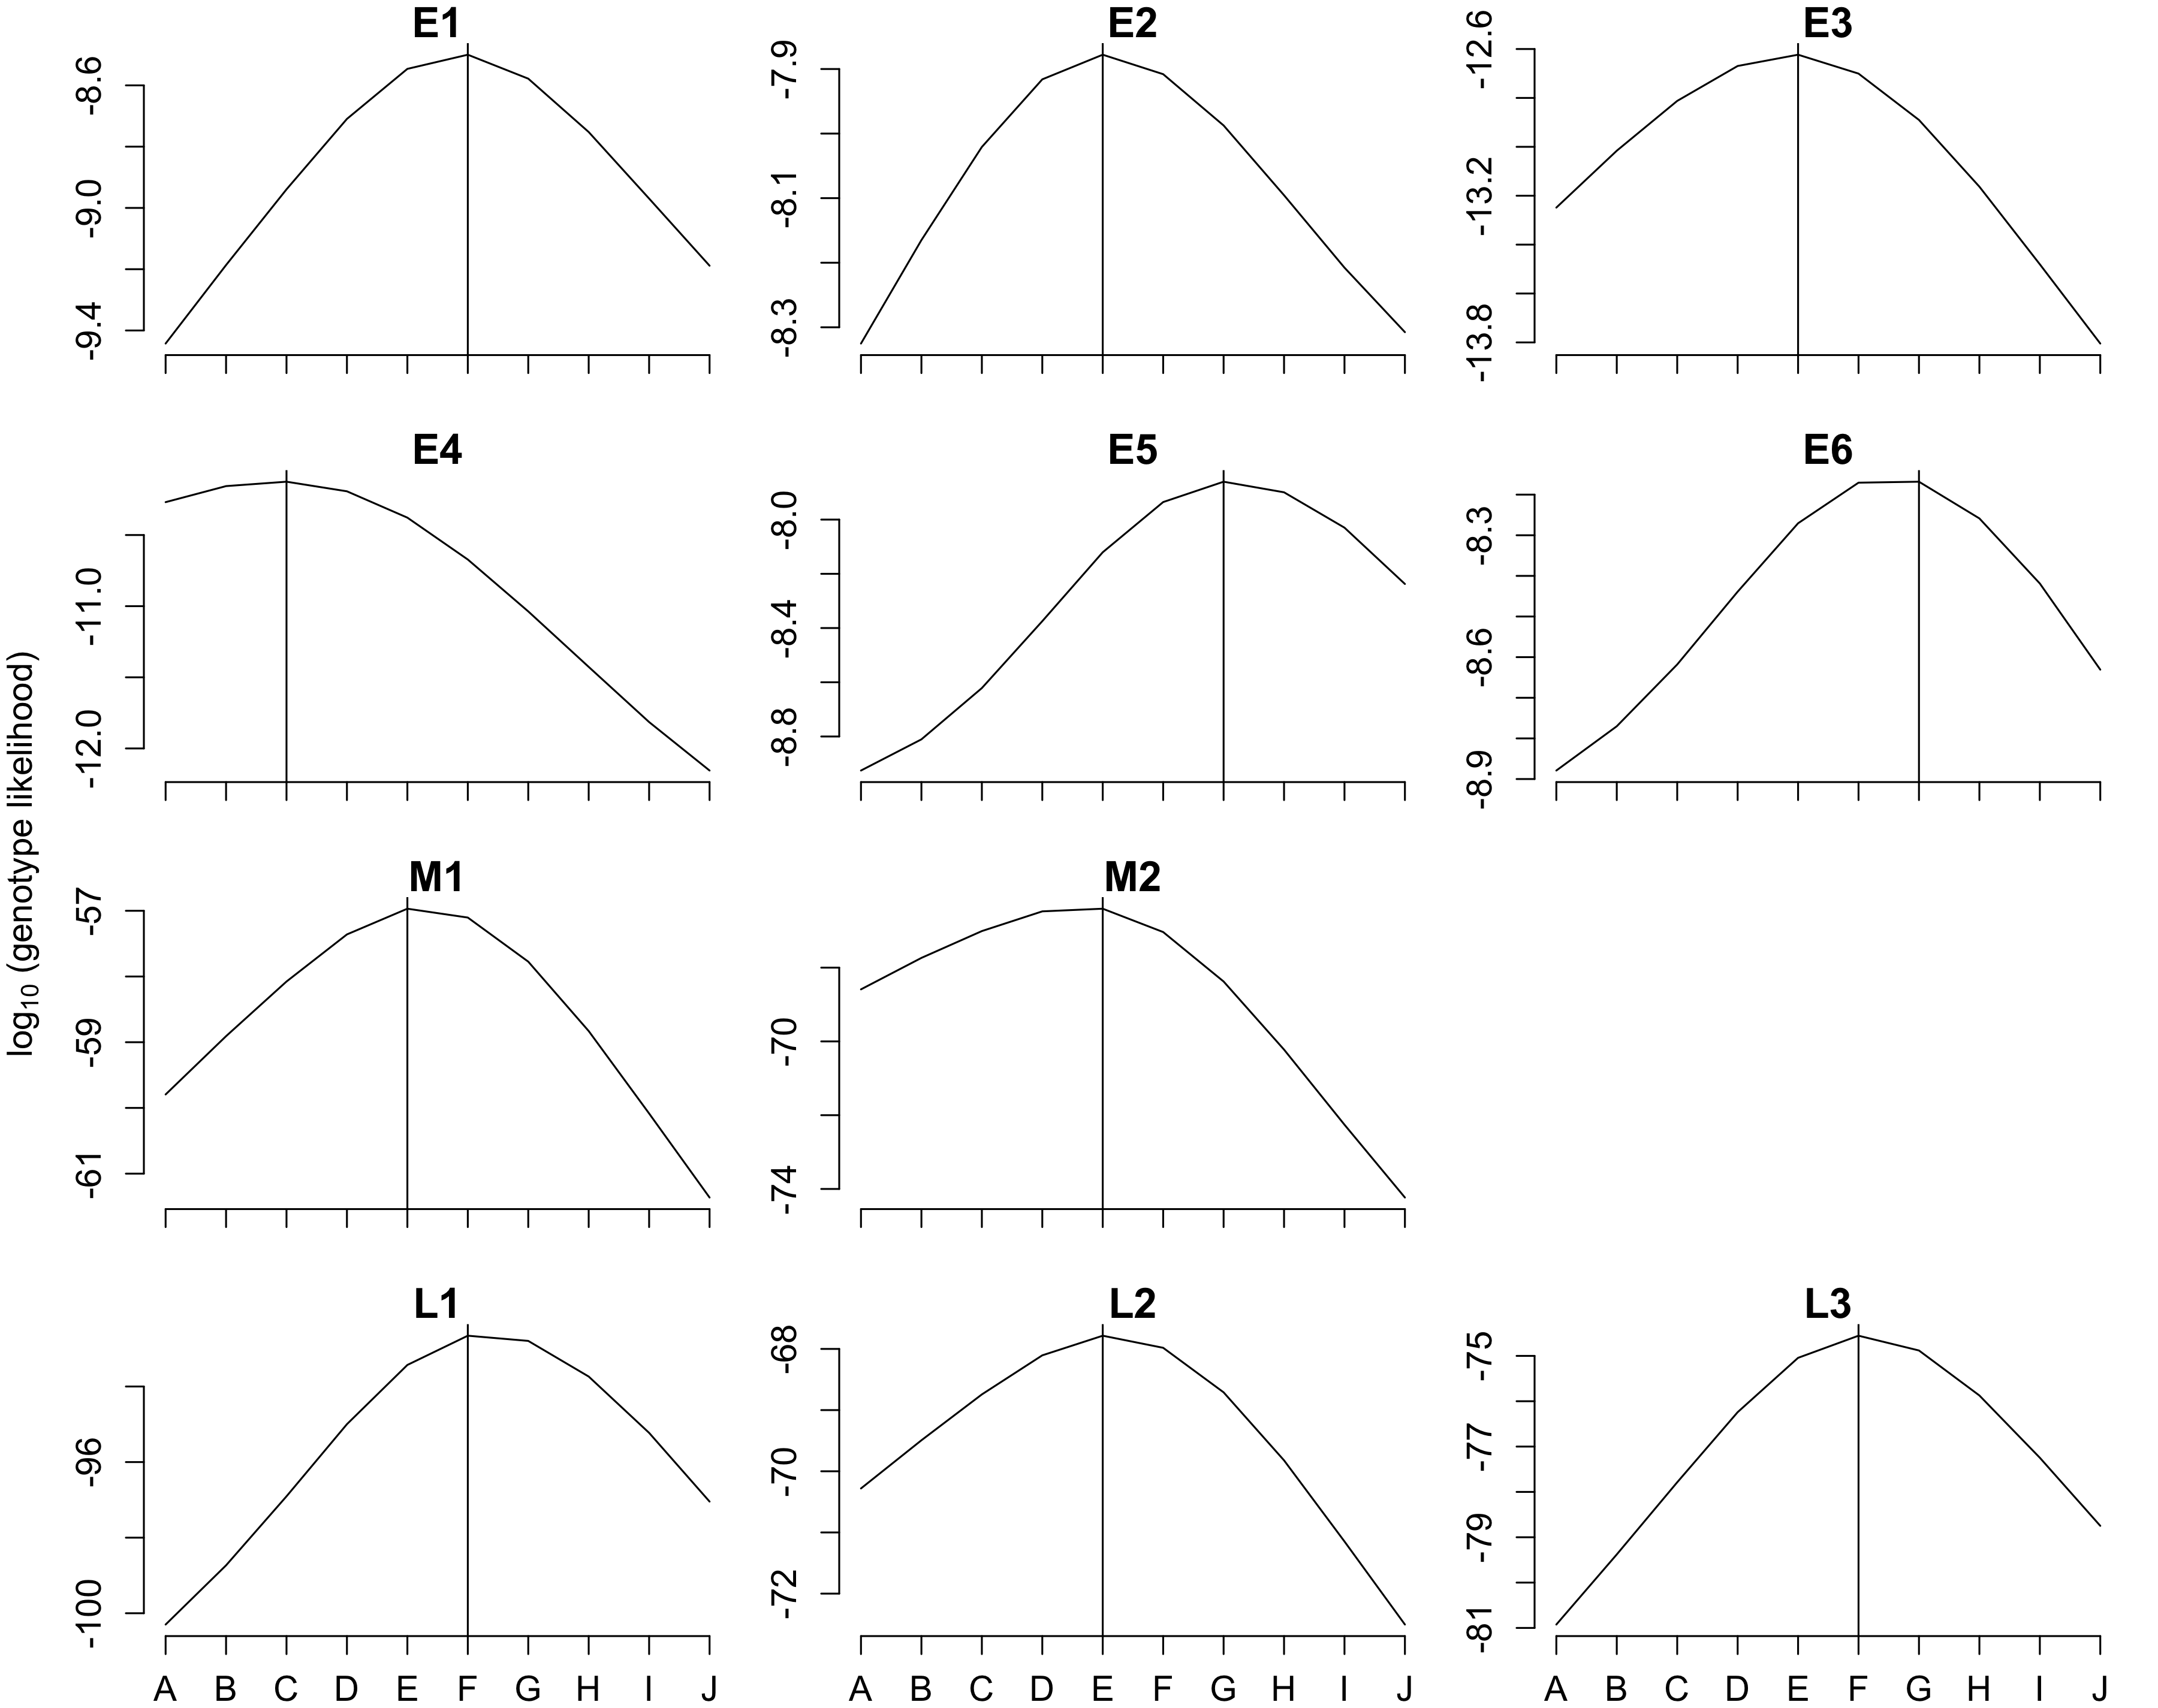 log10 (genotype likelihood)
E1
-8.6
-9.0
-9.4
E2
-7.9
-8.1
-8.3
E3
-12.6
-13.2
-13.8
E4
-11.0
-12.0
E5
-8.0
-8.4
-8.8
E6
-8.3
-8.6
-8.9
M1
-57
-59
-61
M2
-70
-74
L1
-96
-100
L2
-68
-70
-72
L3
-75
-77
-79
-81
A B C D E F G H I J
A B C D E F G H I J
A B C D E F G H I J